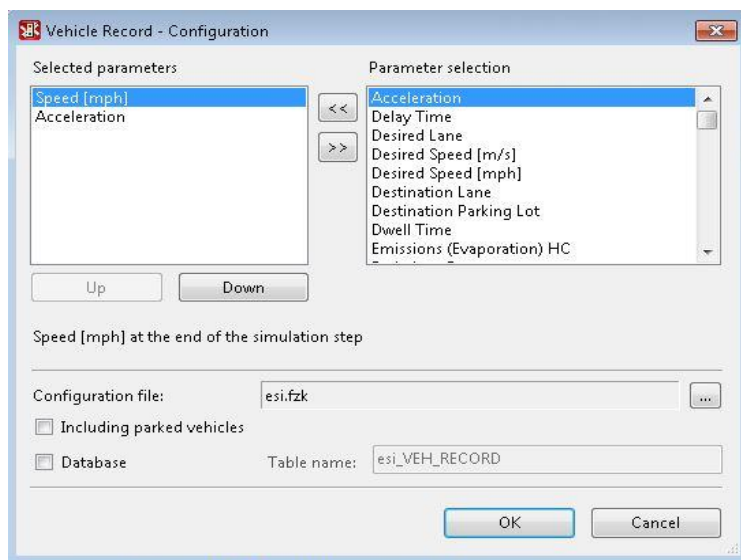 Vehicle Record - Configuration
Selected parameters
Parameter selection
Speed [mph]
Acceleration
<<
>>
Acceleration
Delay Time
Desired Lane
Desired Speed [m/s]
Desired Speed [mph]
Destination Lane
Destination Parking Lot
Dwell Time
Emissions (Evaporation) HC
Up
Down
Speed [mph] at the end of the simulation step
Configuration file:
esi.fzk
...
Including parked vehicles
Database
Table name:
esi_VEH_RECORD
OK
Cancel